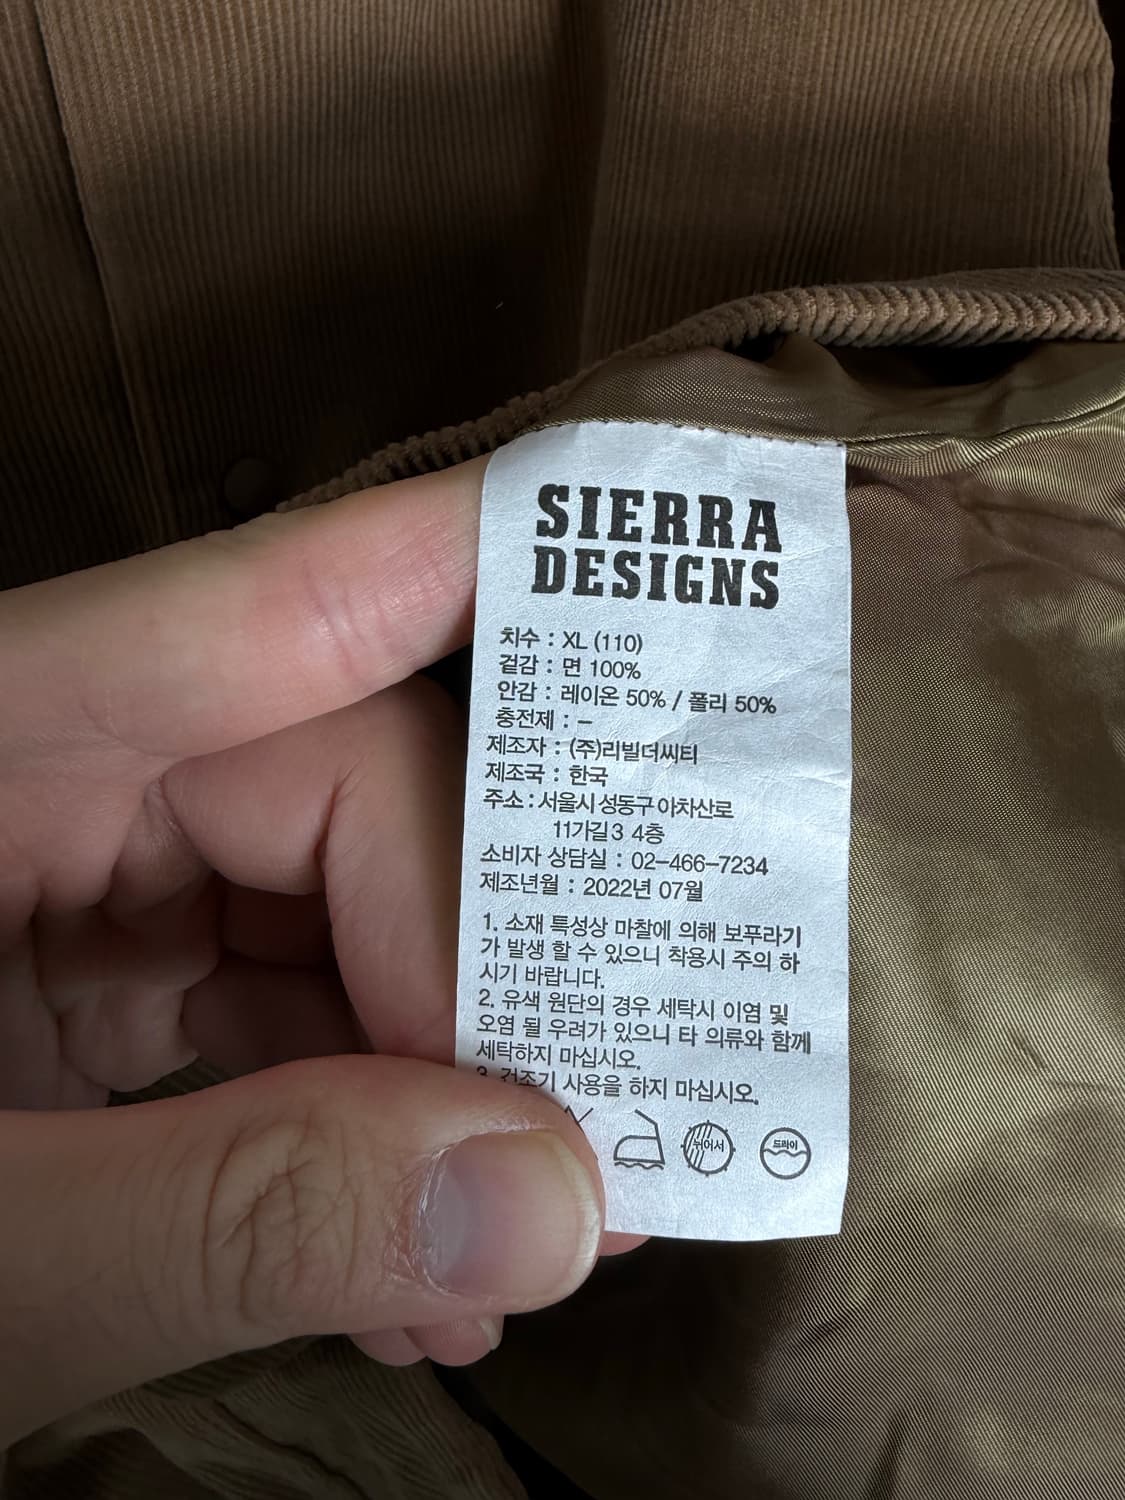 SIERRA
DESIGNS
치수 : XL (110)
겉감 : 면 100%
안감 : 레이온 50% / 폴리 50%
충전제 : –
제조자 : (주)리빌더씨티
제조국 : 한국
주소 : 서울시 성동구 아차산로
11가길 3 4층
소비자 상담실 : 02-466-7234
제조년월 : 2022년 07월
1. 소재 특성상 마찰에 의해 보푸라기
가 발생 할 수 있으니 착용시 주의 하
시기 바랍니다.
2. 유색 원단의 경우 세탁시 이염 및
오염 될 우려가 있으니 타 의류와 함께
세탁하지 마십시오.
3. 건조기 사용을 하지 마십시오.
뉘어서
드라이